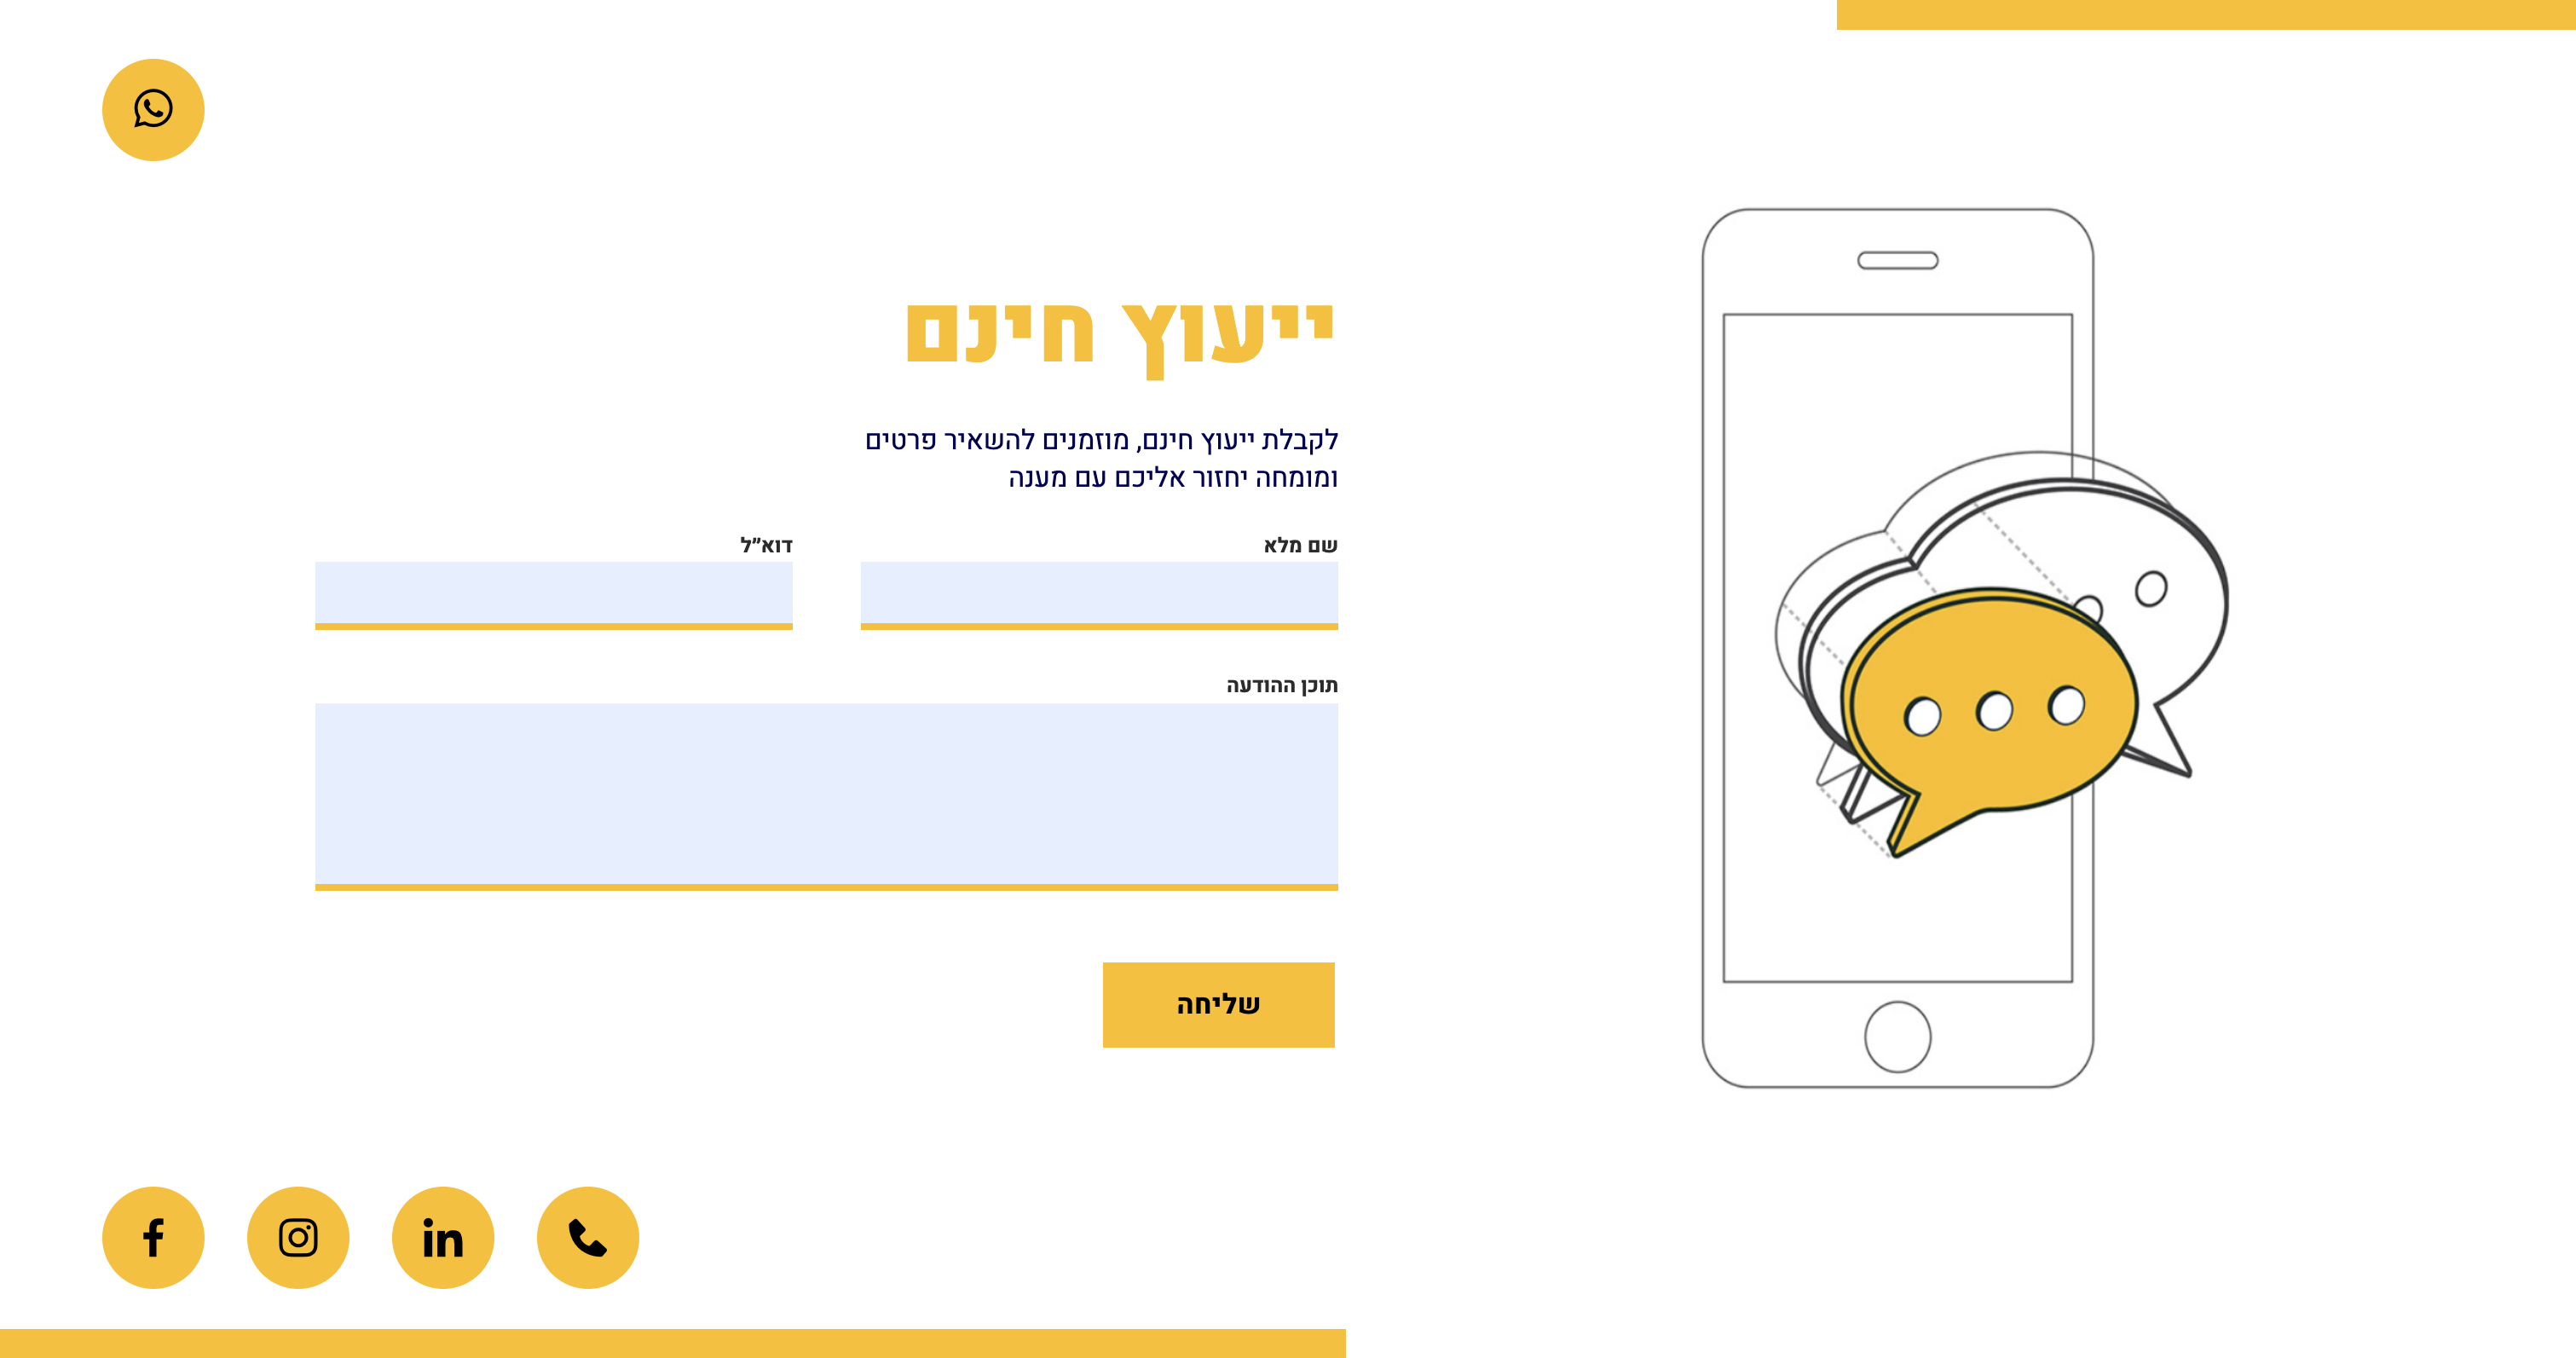 ייעוץ חינם
לקבלת ייעוץ חינם, מוזמנים להשאיר פרטים
ומומחה יחזור אליכם עם מענה
שם מלא
דוא״ל
תוכן ההודעה
שליחה